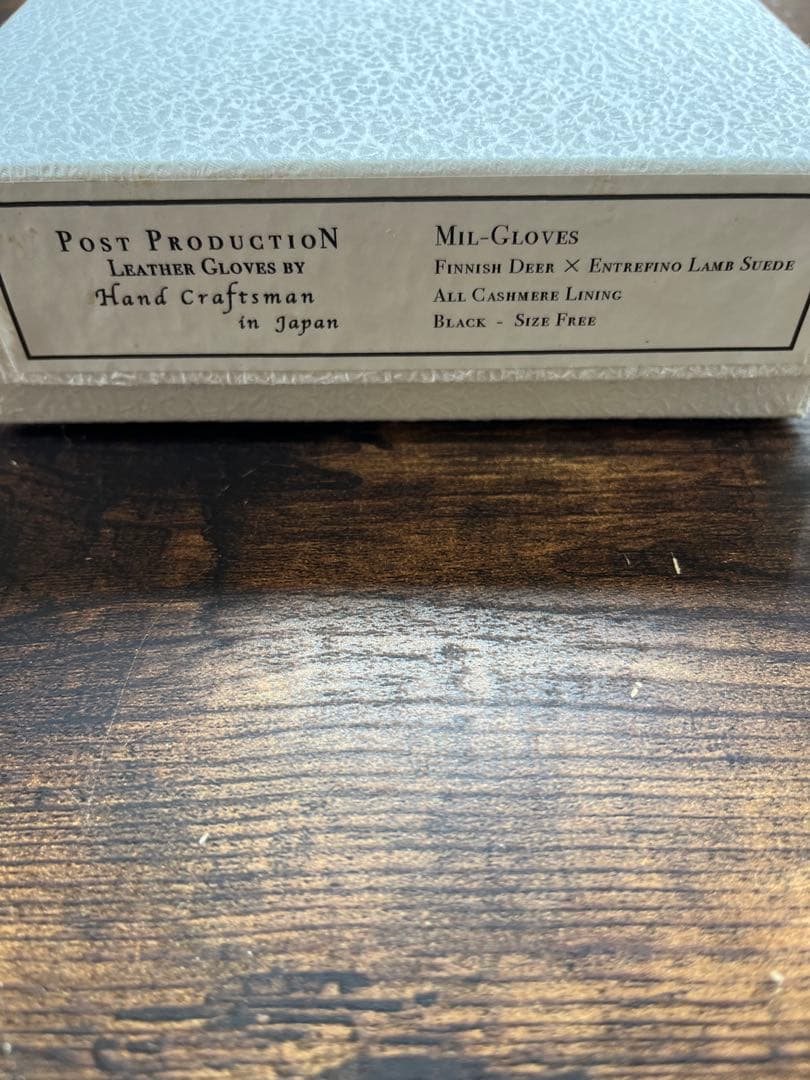 Post Production
Leather Gloves by
Hand Craftsman
in Japan
Mil-Gloves
Finnish Deer × Entrefino Lamb Suede
All Cashmere Lining
Black - Size Free